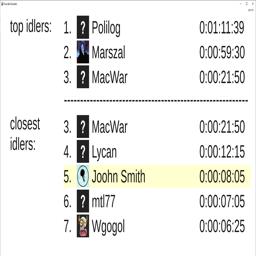 top idlers:
1. ? Polilog 0:01:11:39
2. Marszal 0:00:59:30
3. ? MacWar 0:00:21:50
closest idlers:
3. ? MacWar 0:00:21:50
4. ? Lycan 0:00:12:15
5. Joohn Smith 0:00:08:05
6. ? mtl77 0:00:07:05
7. Wgogol 0:00:06:25